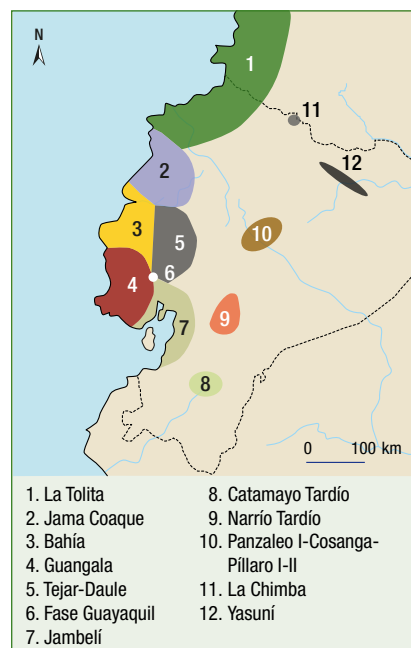 N
1
11
12
2
3
5
10
4
6
7
9
8
0 100 km
1. La Tolita
2. Jama Coaque
3. Bahía
4. Guangala
5. Tejar-Daule
6. Fase Guayaquil
7. Jambelí
8. Catamayo Tardío
9. Narrío Tardío
10. Panzaleo I-Cosanga-
Píllaro I-II
11. La Chimba
12. Yasuní